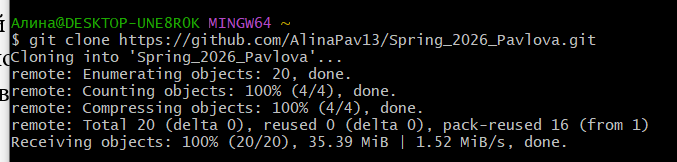 Алина@DESKTOP-UNE8R0K MINGW64 ~
$ git clone https://github.com/AlinaPav13/Spring_2026_Pavlova.git
Cloning into 'Spring_2026_Pavlova'...
remote: Enumerating objects: 20, done.
remote: Counting objects: 100% (4/4), done.
remote: Compressing objects: 100% (4/4), done.
remote: Total 20 (delta 0), reused 0 (delta 0), pack-reused 16 (from 1)
Receiving objects: 100% (20/20), 35.39 MiB | 1.52 MiB/s, done.